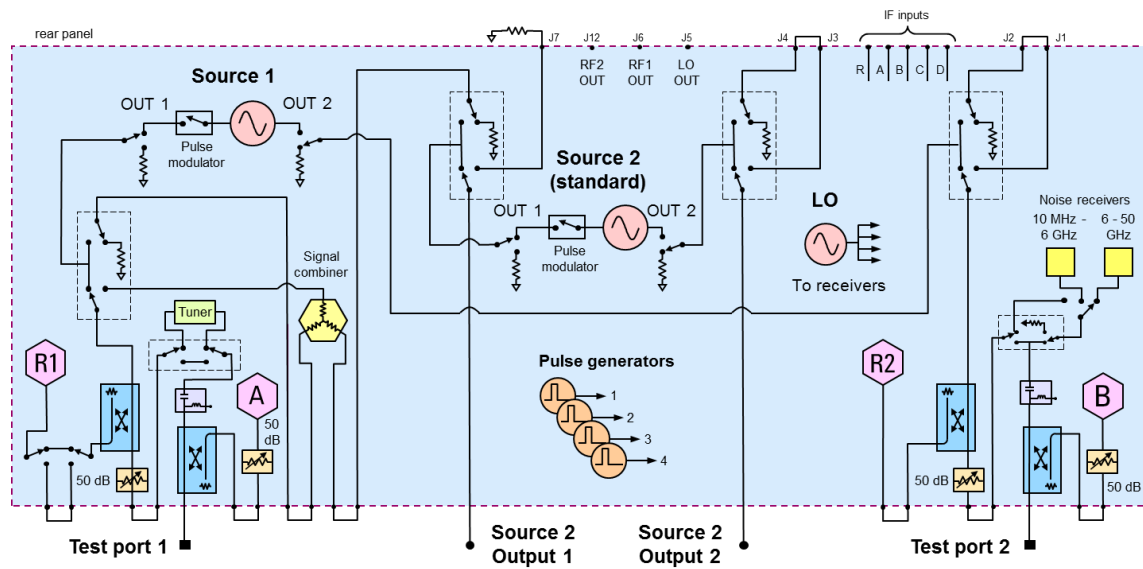 rear panel
J7
J12
J6
J5
J4
J3
IF inputs
J2
J1
RF2
OUT
RF1
OUT
LO
OUT
R
A
B
C
D
Source 1
OUT 1
OUT 2
Pulse
modulator
Source 2
(standard)
OUT 1
OUT 2
Pulse
modulator
LO
To receivers
Noise receivers
10 MHz -
6 GHz
6 - 50
GHz
Signal
combiner
Tuner
R1
A
50
dB
50 dB
Pulse generators
1
2
3
4
R2
B
50 dB
50 dB
Test port 1
Source 2
Output 1
Source 2
Output 2
Test port 2